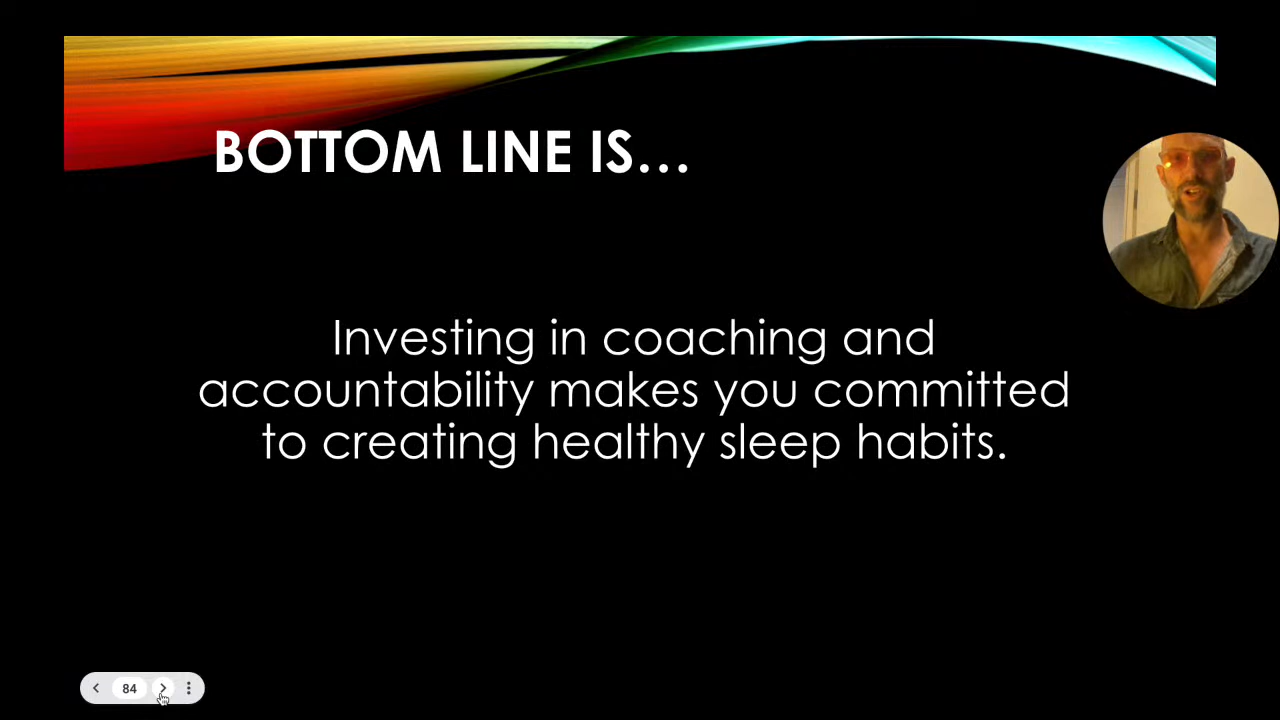 BOTTOM LINE IS…
Investing in coaching and
accountability makes you committed
to creating healthy sleep habits.
84